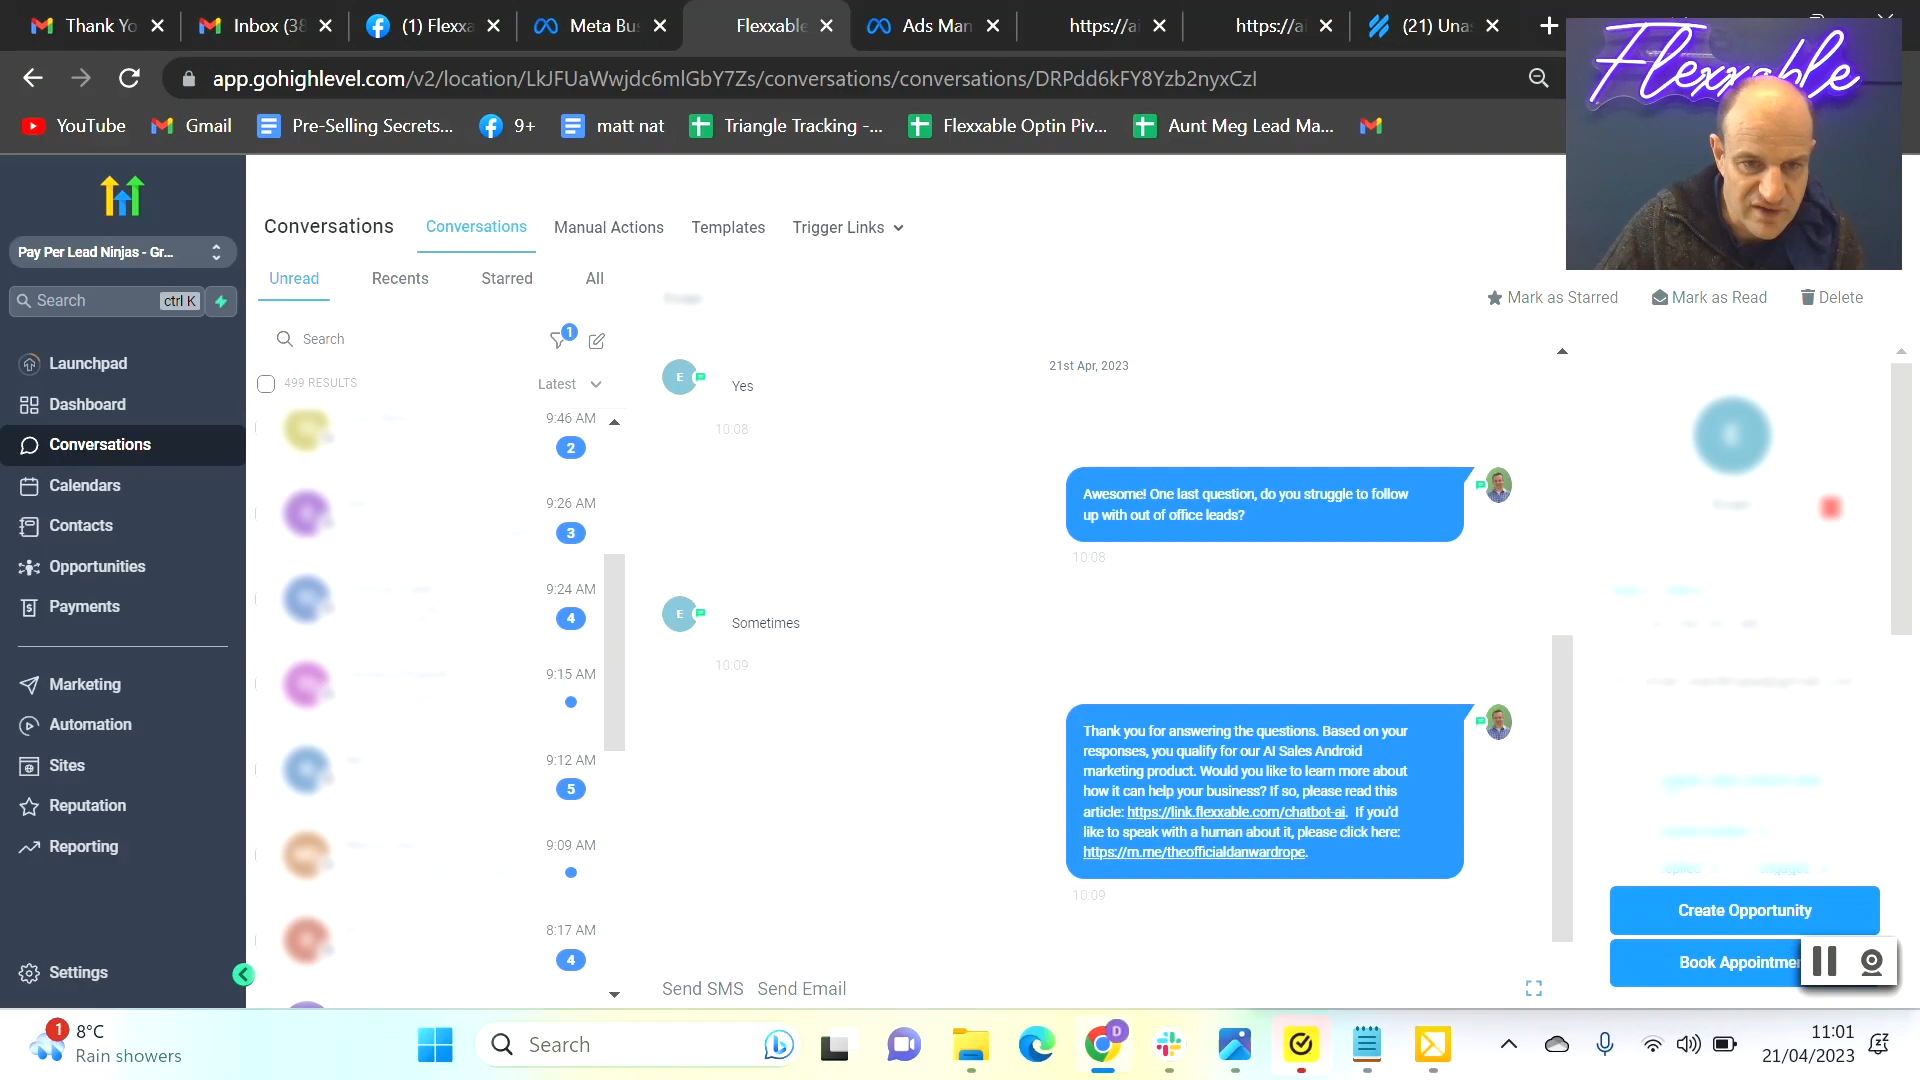 Thank Yo
Inbox (38
(1) Flexxa
Meta Bus
Flexxable
Ads Man
https://ai
https://ai
(21) Unas
app.gohighlevel.com/v2/location/LkJFUaWwjdc6mlGbY7Zs/conversations/conversations/DRPdd6kFY8Yzb2nyxCzI
YouTube
Gmail
Pre-Selling Secrets...
9+
matt nat
Triangle Tracking -...
Flexxable Optin Piv...
Aunt Meg Lead Ma...
Flexxable
Pay Per Lead Ninjas - Gr...
Search
ctrl K
Launchpad
Dashboard
Conversations
Calendars
Contacts
Opportunities
Payments
Marketing
Automation
Sites
Reputation
Reporting
Settings
Conversations
Conversations
Manual Actions
Templates
Trigger Links
Unread
Recents
Starred
All
Search
1
499 RESULTS
Latest
9:46 AM
2
9:26 AM
3
9:24 AM
4
9:15 AM
9:12 AM
5
9:09 AM
8:17 AM
4
Mark as Starred
Mark as Read
Delete
21st Apr, 2023
E
Yes
10:08
Awesome! One last question, do you struggle to follow
up with out of office leads?
10:08
E
Sometimes
10:09
Thank you for answering the questions. Based on your
responses, you qualify for our AI Sales Android
marketing product. Would you like to learn more about
how it can help your business? If so, please read this
article: https://link.flexxable.com/chatbot-ai. If you'd
like to speak with a human about it, please click here:
https://m.me/theofficialdanwardrope.
10:09
Send SMS
Send Email
Create Opportunity
Book Appointmen
1
8°C
Rain showers
Search
D
11:01
21/04/2023